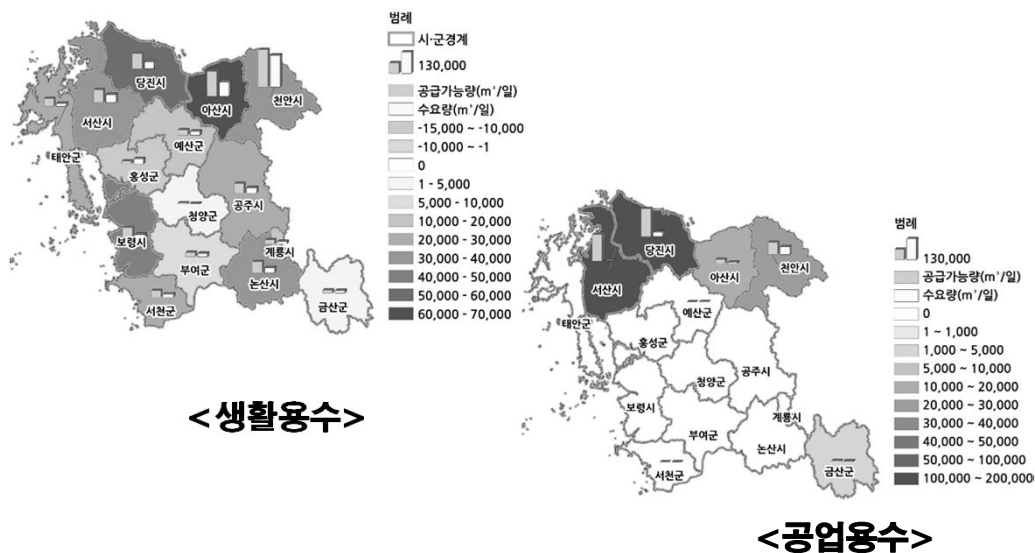 범례
시·군경계
130,000
공급가능량(m³/일)
수요량(m³/일)
-15,000 ~ -10,000
-10,000 ~ -1
0
1 - 5,000
5,000 - 10,000
10,000 - 20,000
20,000 - 30,000
30,000 - 40,000
40,000 - 50,000
50,000 - 60,000
60,000 - 70,000
당진시
아산시
천안시
서산시
예산군
태안군
홍성군
공주시
청양군
보령시
계룡시
부여군
논산시
서천군
금산군
<생활용수>
범례
130,000
공급가능량(m³/일)
수요량(m³/일)
0
1 ~ 1,000
1,000 ~ 5,000
5,000 ~ 10,000
10,000 ~ 20,000
20,000 ~ 30,000
30,000 ~ 40,000
40,000 ~ 50,000
50,000 ~ 100,000
100,000 ~ 200,000
당진시
아산시
천안시
서산시
예산군
태안군
홍성군
공주시
청양군
보령시
계룡시
부여군
논산시
서천군
금산군
<공업용수>